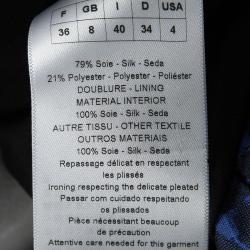 F GB I D USA
36 8 40 34 4
79% Soie - Silk - Seda
21% Polyester - Polyester - Poliéster
DOUBLURE - LINING
MATERIAL INTERIOR
100% Soie - Silk - Seda
AUTRE TISSU - OTHER TEXTILE
OUTROS MATERIAIS
100% Soie - Silk - Seda
Repassage délicat en respectant
les plissés
Ironing respecting the delicate pleated
Passar com cuidado respeitando
os plissados
Pièce nécessitant beaucoup
de précaution
Attentive care needed for this garment